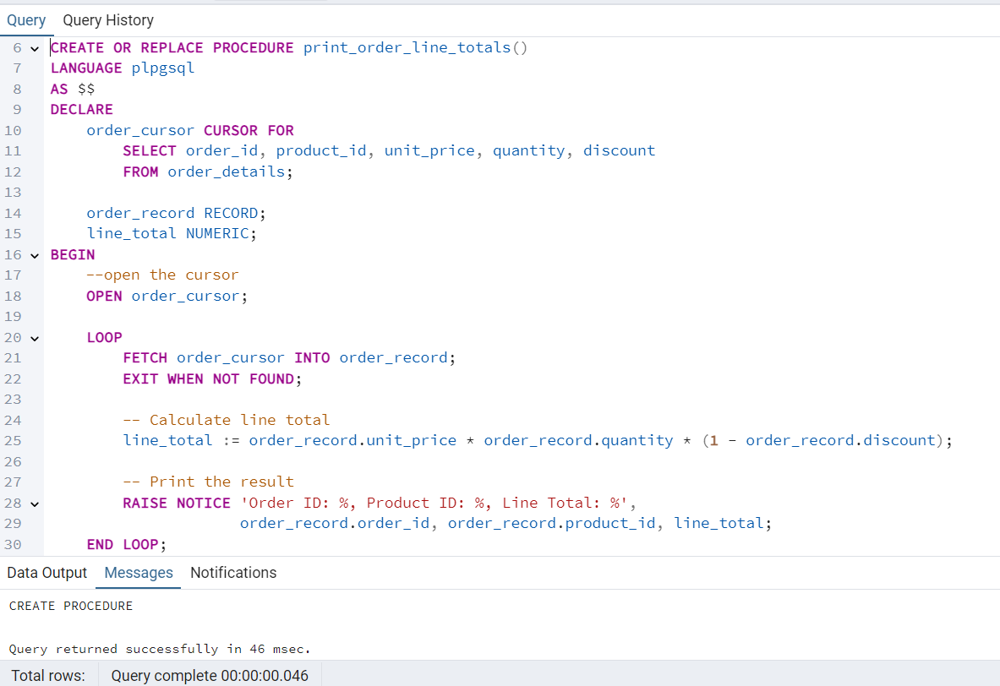 Query Query History
6 CREATE OR REPLACE PROCEDURE print_order_line_totals()
7 LANGUAGE plpgsql
8 AS $$
9 DECLARE
10 order_cursor CURSOR FOR
11 SELECT order_id, product_id, unit_price, quantity, discount
12 FROM order_details;
13
14 order_record RECORD;
15 line_total NUMERIC;
16 BEGIN
17 --open the cursor
18 OPEN order_cursor;
19
20 LOOP
21 FETCH order_cursor INTO order_record;
22 EXIT WHEN NOT FOUND;
23
24 -- Calculate line total
25 line_total := order_record.unit_price * order_record.quantity * (1 - order_record.discount);
26
27 -- Print the result
28 RAISE NOTICE 'Order ID: %, Product ID: %, Line Total: %',
29 order_record.order_id, order_record.product_id, line_total;
30 END LOOP;
Data Output Messages Notifications
CREATE PROCEDURE
Query returned successfully in 46 msec.
Total rows: Query complete 00:00:00.046